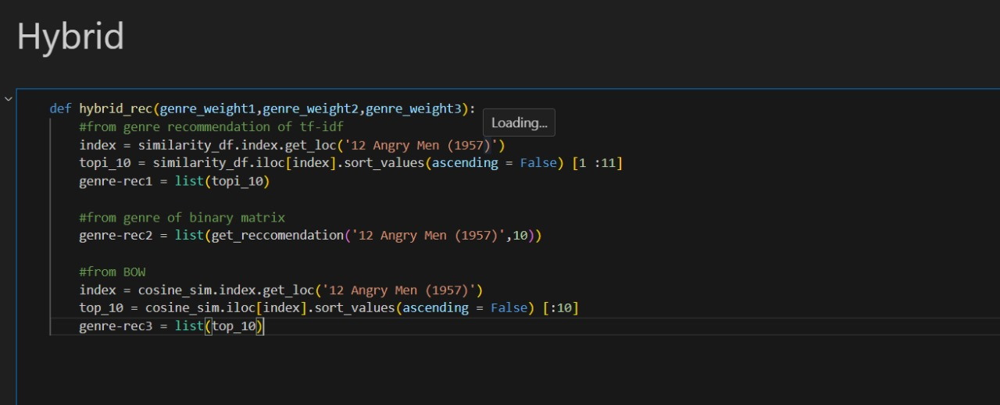 Hybrid
def hybrid_rec(genre_weight1,genre_weight2,genre_weight3):
Loading...
#from genre recommendation of tf-idf
index = similarity_df.index.get_loc('12 Angry Men (1957)')
topi_10 = similarity_df.iloc[index].sort_values(ascending = False) [1 :11]
genre-rec1 = list(topi_10)
#from genre of binary matrix
genre-rec2 = list(get_reccomendation('12 Angry Men (1957)',10))
#from BOW
index = cosine_sim.index.get_loc('12 Angry Men (1957)')
top_10 = cosine_sim.iloc[index].sort_values(ascending = False) [:10]
genre-rec3 = list(top_10)